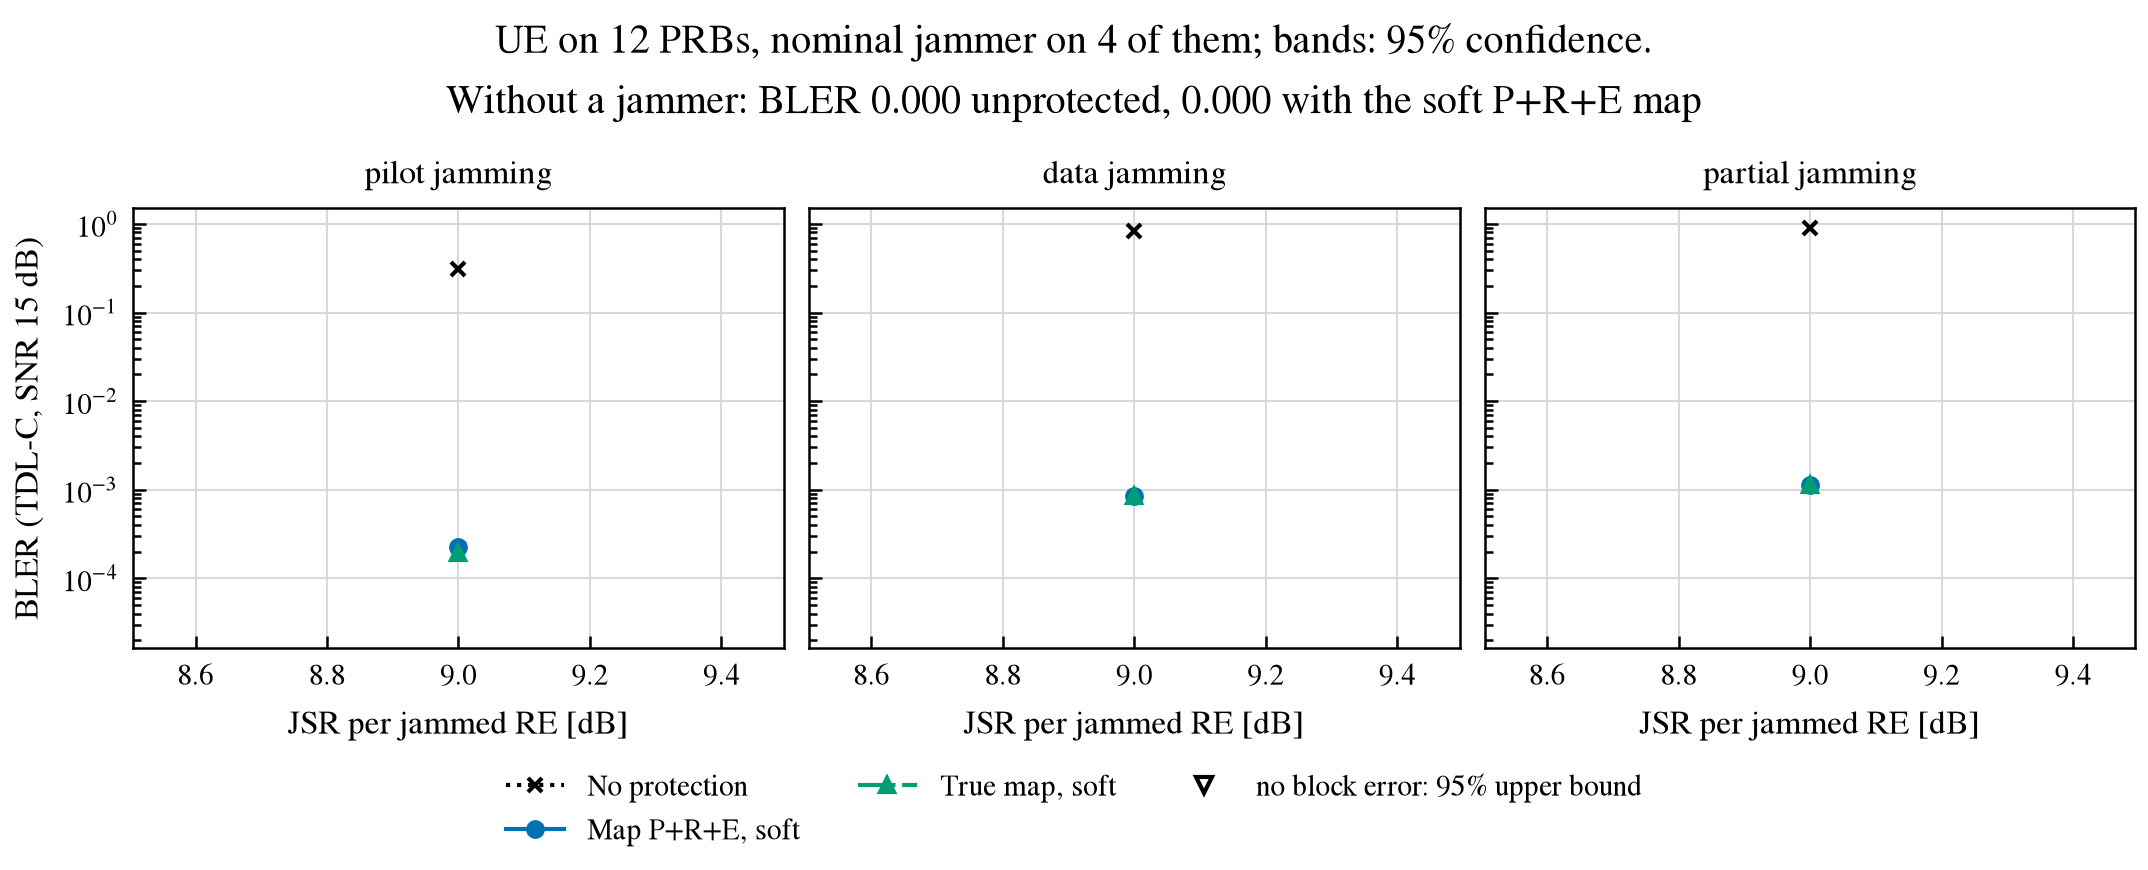 UE on 12 PRBs, nominal jammer on 4 of them; bands: 95% confidence.
Without a jammer: BLER 0.000 unprotected, 0.000 with the soft P+R+E map
pilot jamming
data jamming
partial jamming
BLER (TDL-C, SNR 15 dB)
10⁰
10⁻¹
10⁻²
10⁻³
10⁻⁴
8.6 8.8 9.0 9.2 9.4
8.6 8.8 9.0 9.2 9.4
8.6 8.8 9.0 9.2 9.4
JSR per jammed RE [dB]
JSR per jammed RE [dB]
JSR per jammed RE [dB]
No protection
Map P+R+E, soft
True map, soft
no block error: 95% upper bound